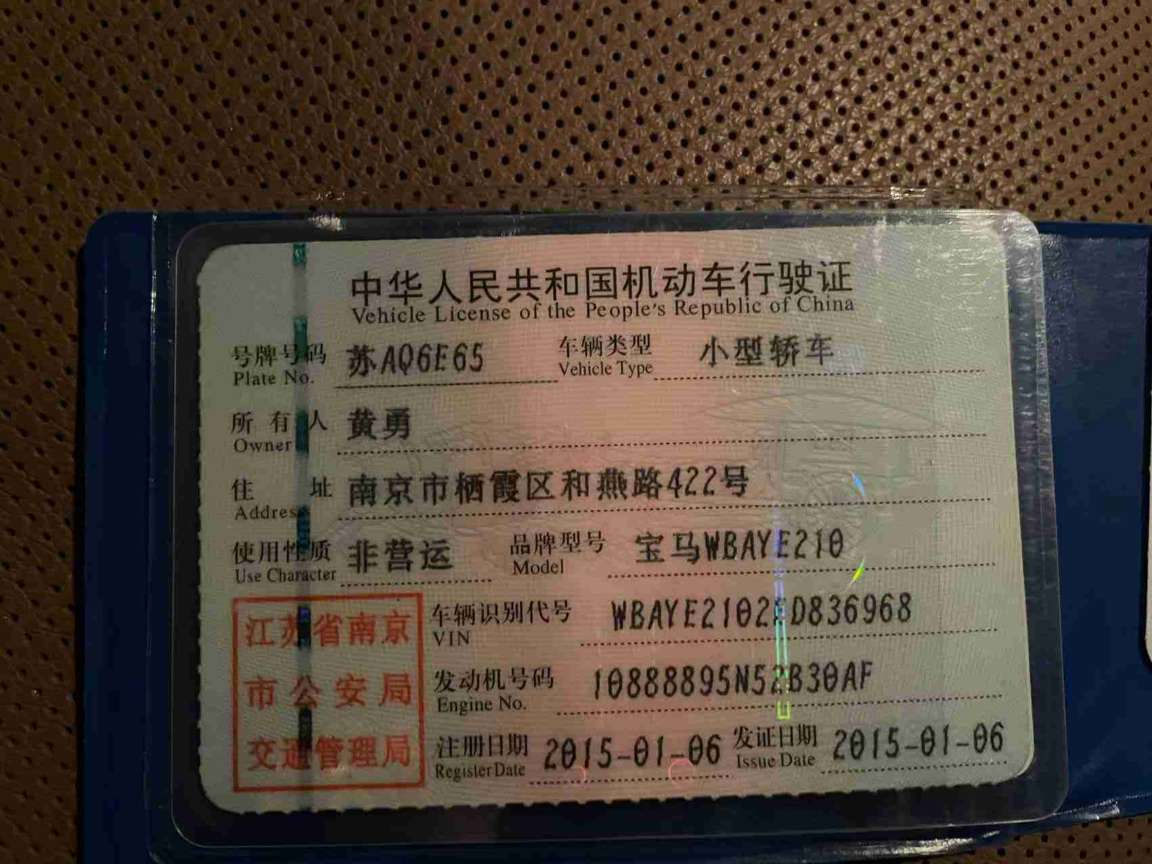 中华人民共和国机动车行驶证
Vehicle License of the People's Republic of China
号牌号码 苏AQ6E65 车辆类型 小型轿车
Plate No. Vehicle Type
所有人 黄勇
Owner
住址 南京市栖霞区和燕路422号
Address
使用性质 非营运 品牌型号 宝马WBAYE210
Use Character Model
江苏省南京
市公安局
交通管理局
车辆识别代号 WBAYE2102ED836968
VIN
发动机号码 10888895N52B30AF
Engine No.
注册日期 2015-01-06 发证日期 2015-01-06
Register Date Issue Date